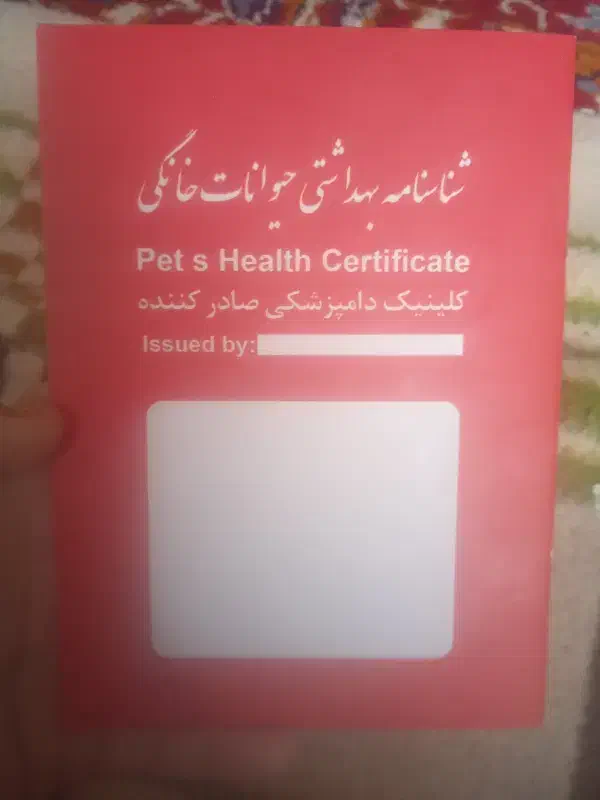 شناسنامه بهداشتی حیوانات خانگی
Pet s Health Certificate
کلینیک دامپزشکی صادر کننده
Issued by: